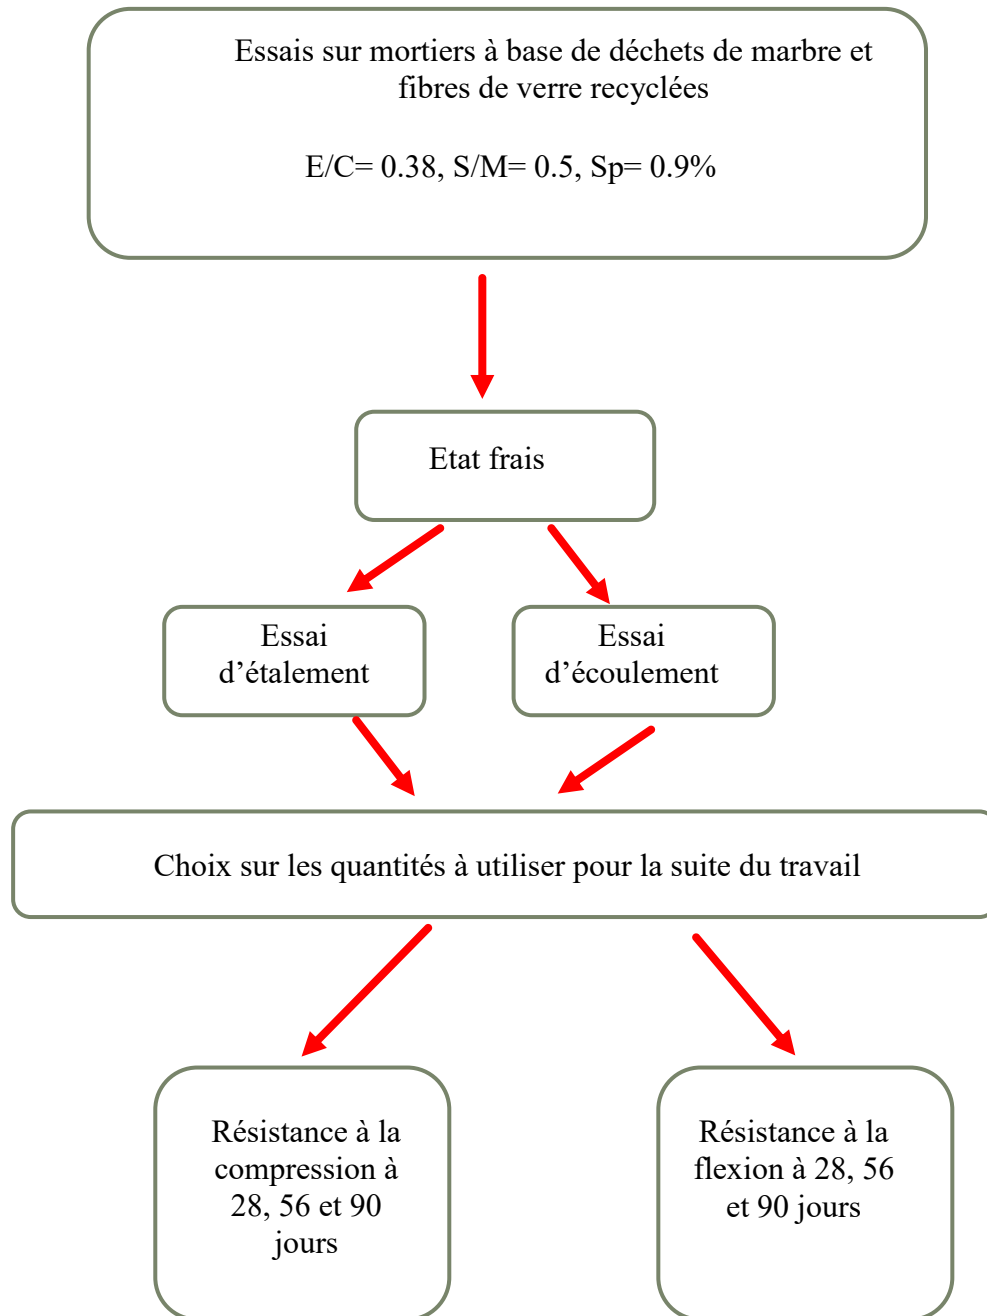 Essais sur mortiers à base de déchets de marbre et
fibres de verre recyclées
E/C= 0.38, S/M= 0.5, Sp= 0.9%
Etat frais
Essai
d’étalement
Essai
d’écoulement
Choix sur les quantités à utiliser pour la suite du travail
Résistance à la
compression à
28, 56 et 90
jours
Résistance à la
flexion à 28, 56
et 90 jours